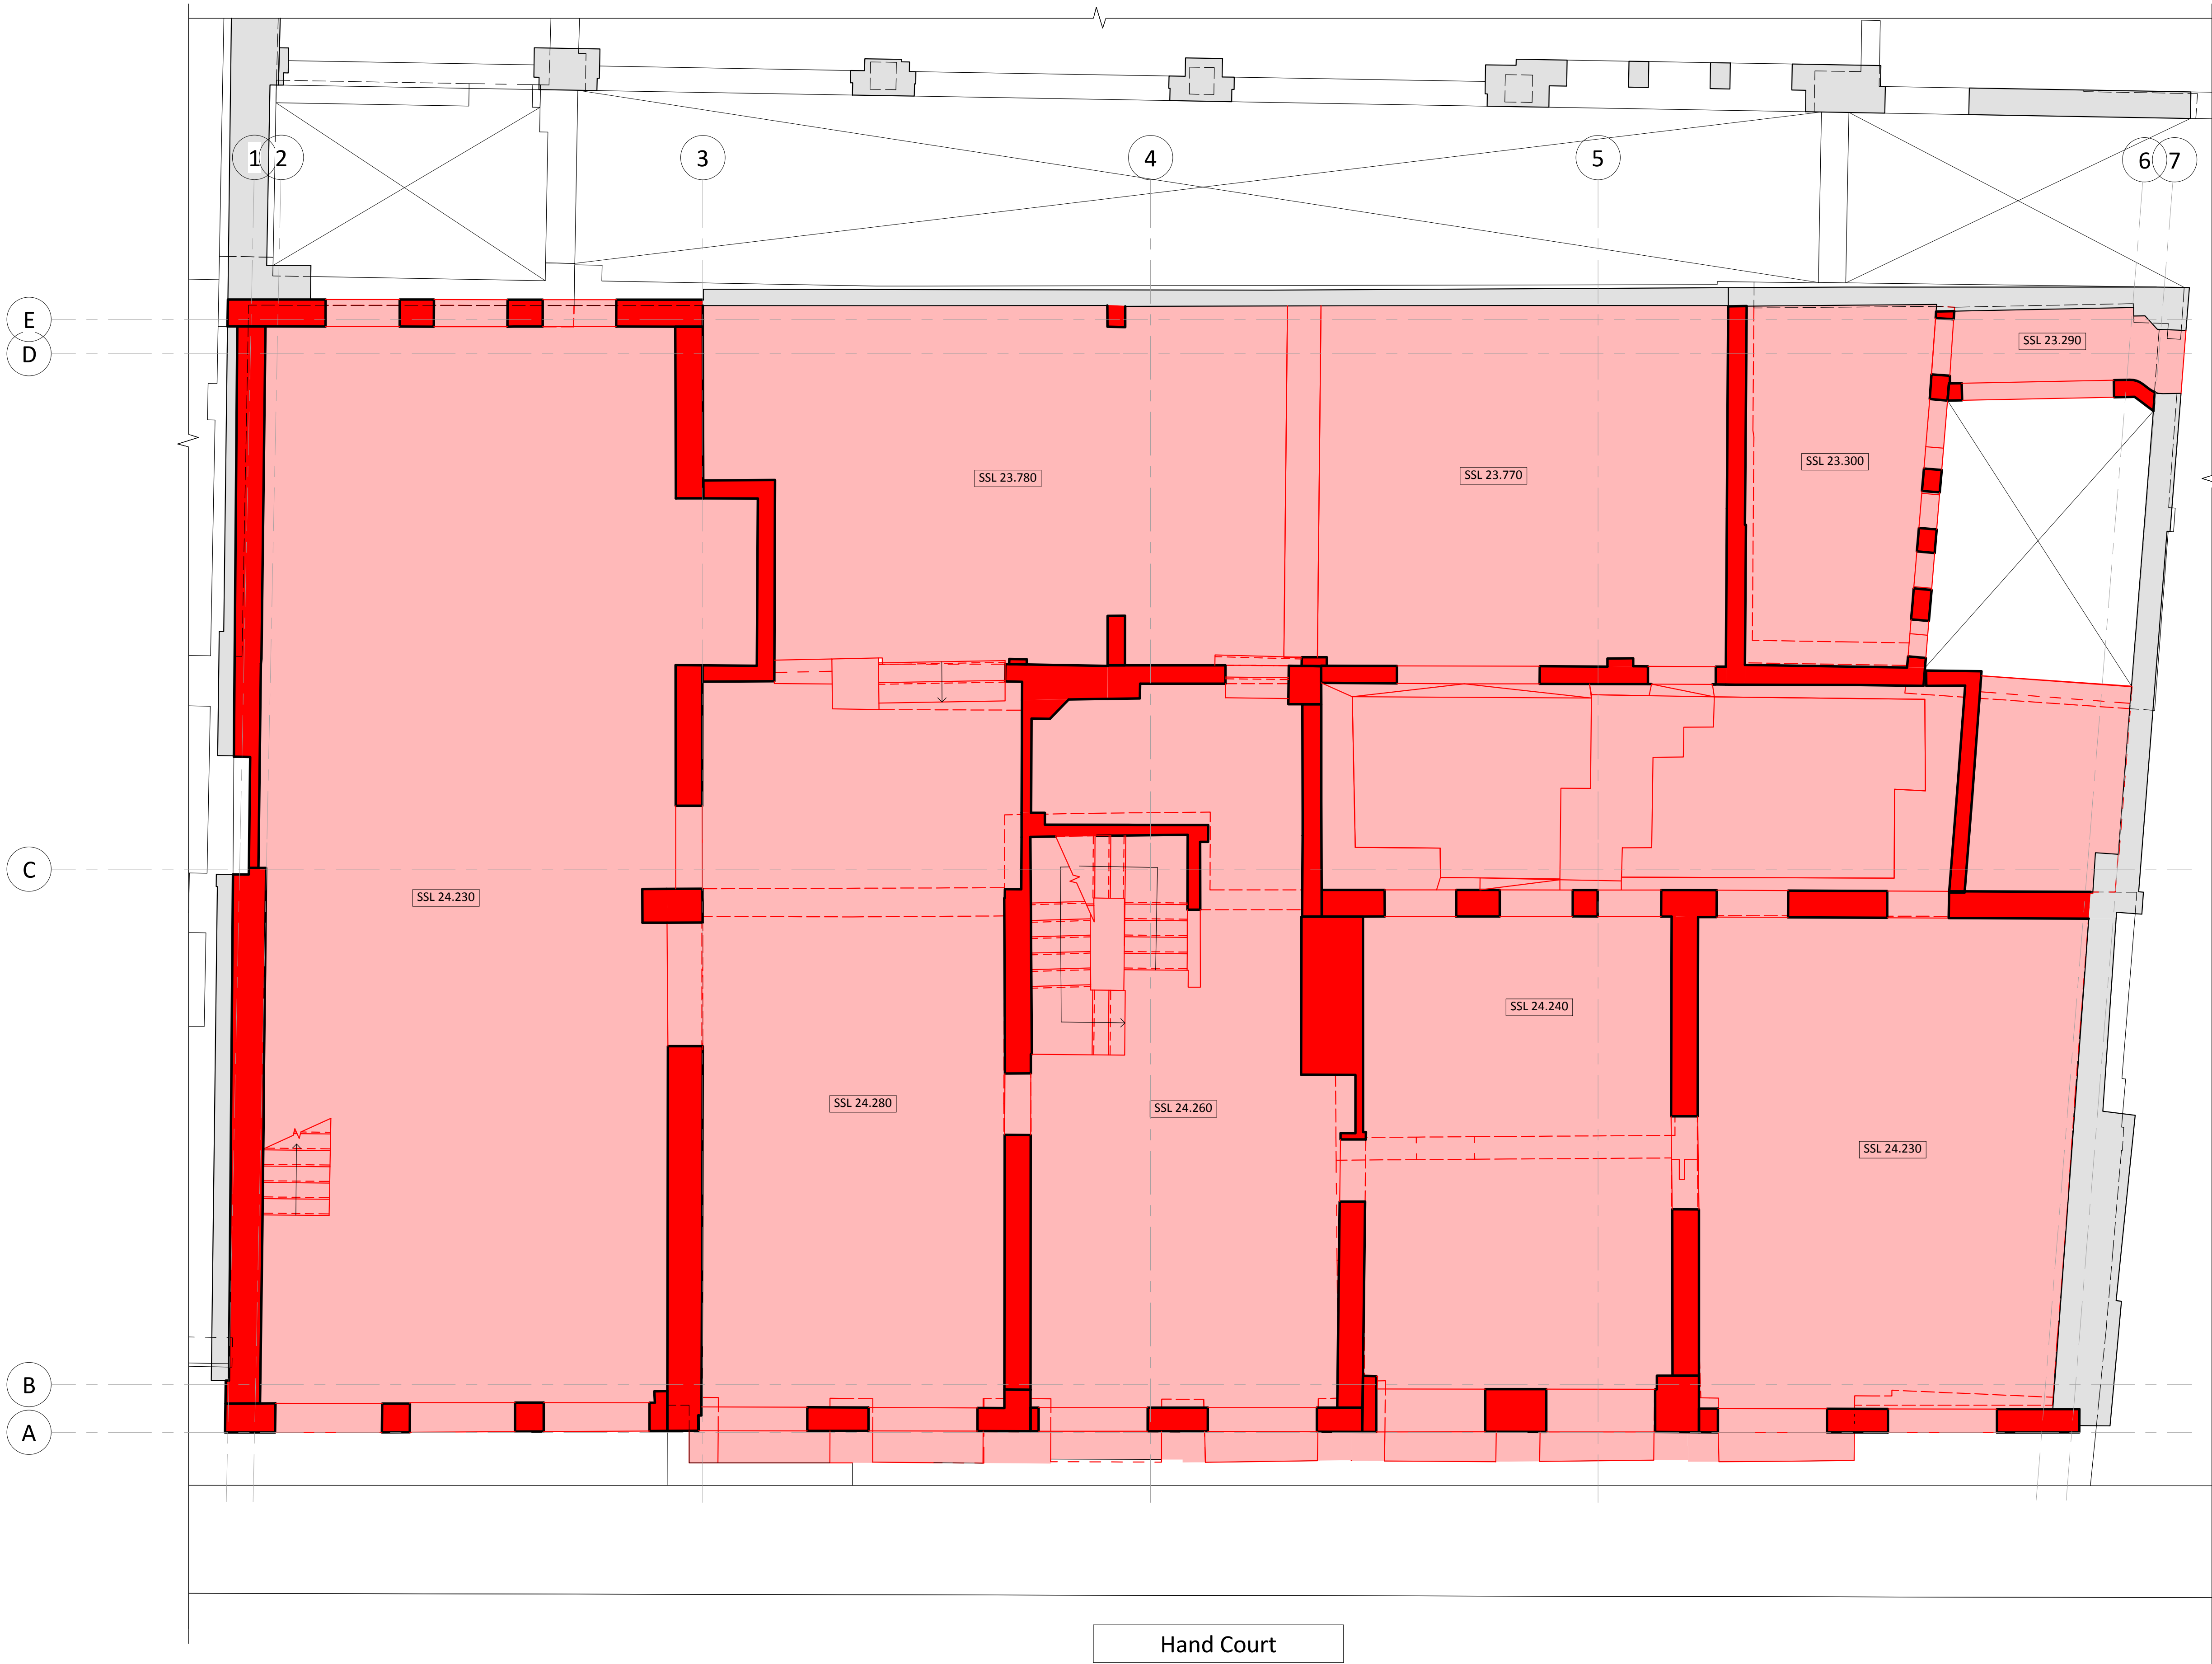 1
2
3
4
5
6
7
E
D
SSL 23.290
SSL 23.780
SSL 23.770
SSL 23.300
C
SSL 24.230
SSL 24.240
SSL 24.280
SSL 24.260
SSL 24.230
B
A
Hand Court